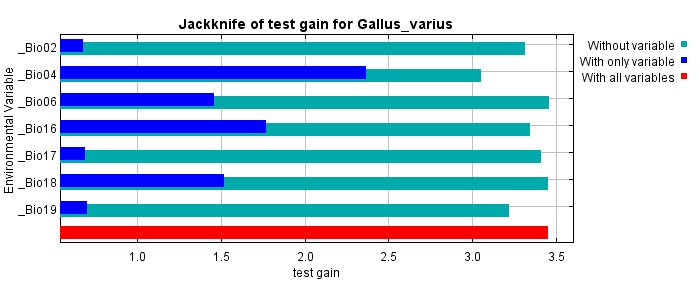 Jackknife of test gain for Gallus_varius
Environmental Variable
_Bio02
_Bio04
_Bio06
_Bio16
_Bio17
_Bio18
_Bio19
1.0 1.5 2.0 2.5 3.0 3.5
test gain
Without variable
With only variable
With all variables